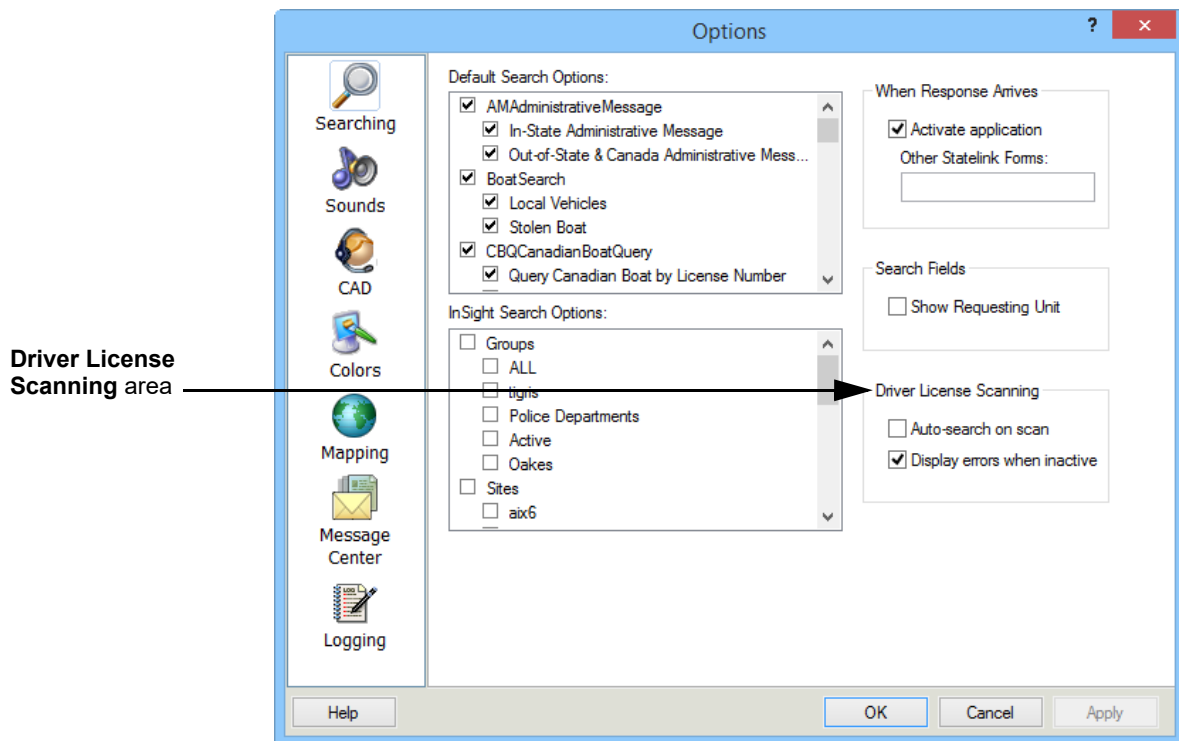 Options
?
Searching
Sounds
CAD
Colors
Mapping
Message
Center
Logging
Default Search Options:
AMAdministrativeMessage
In-State Administrative Message
Out-of-State & Canada Administrative Mess...
BoatSearch
Local Vehicles
Stolen Boat
CBQCanadianBoatQuery
Query Canadian Boat by License Number
InSight Search Options:
Groups
ALL
tigris
Police Departments
Active
Oakes
Sites
aix6
When Response Arrives
Activate application
Other Statelink Forms:
Search Fields
Show Requesting Unit
Driver License Scanning
Auto-search on scan
Display errors when inactive
Driver License
Scanning area
Help
OK
Cancel
Apply